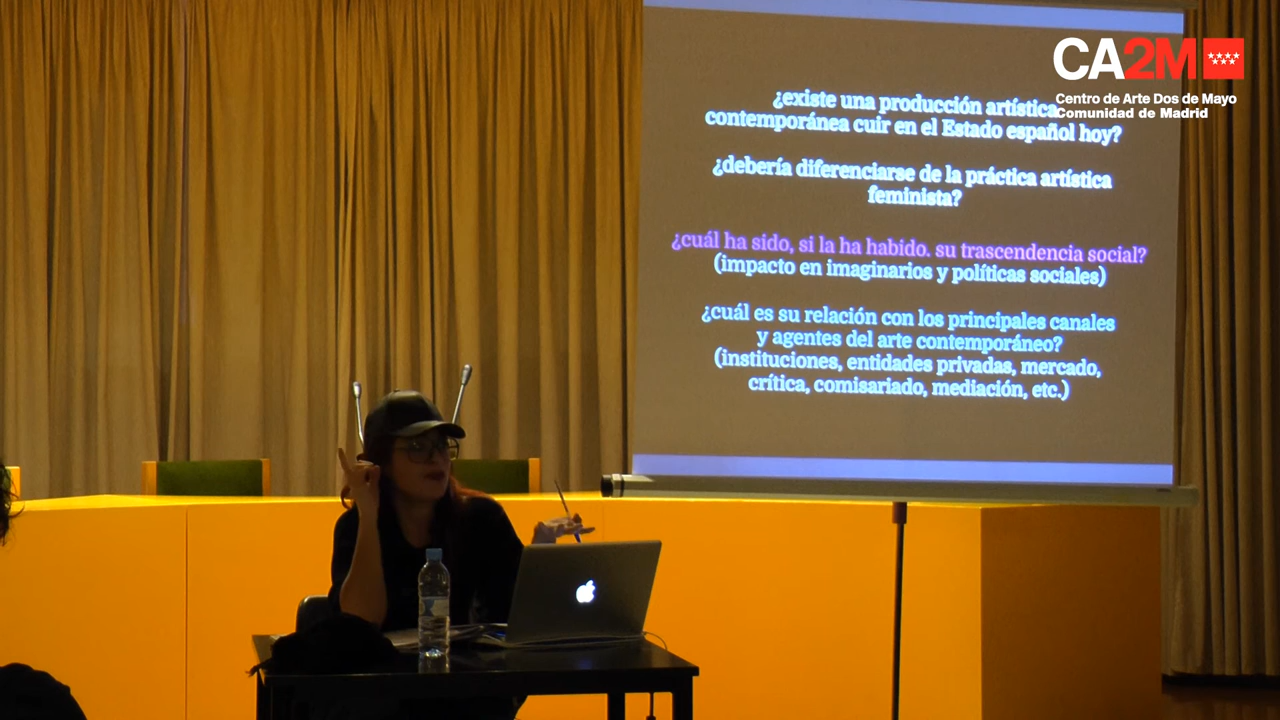 CA2M
Centro de Arte Dos de Mayo
Comunidad de Madrid
¿existe una producción artística
contemporánea cuir en el Estado español hoy?
¿debería diferenciarse de la práctica artística
feminista?
¿cuál ha sido, si la ha habido. su trascendencia social?
(impacto en imaginarios y políticas sociales)
¿cuál es su relación con los principales canales
y agentes del arte contemporáneo?
(instituciones, entidades privadas, mercado,
crítica, comisariado, mediación, etc.)